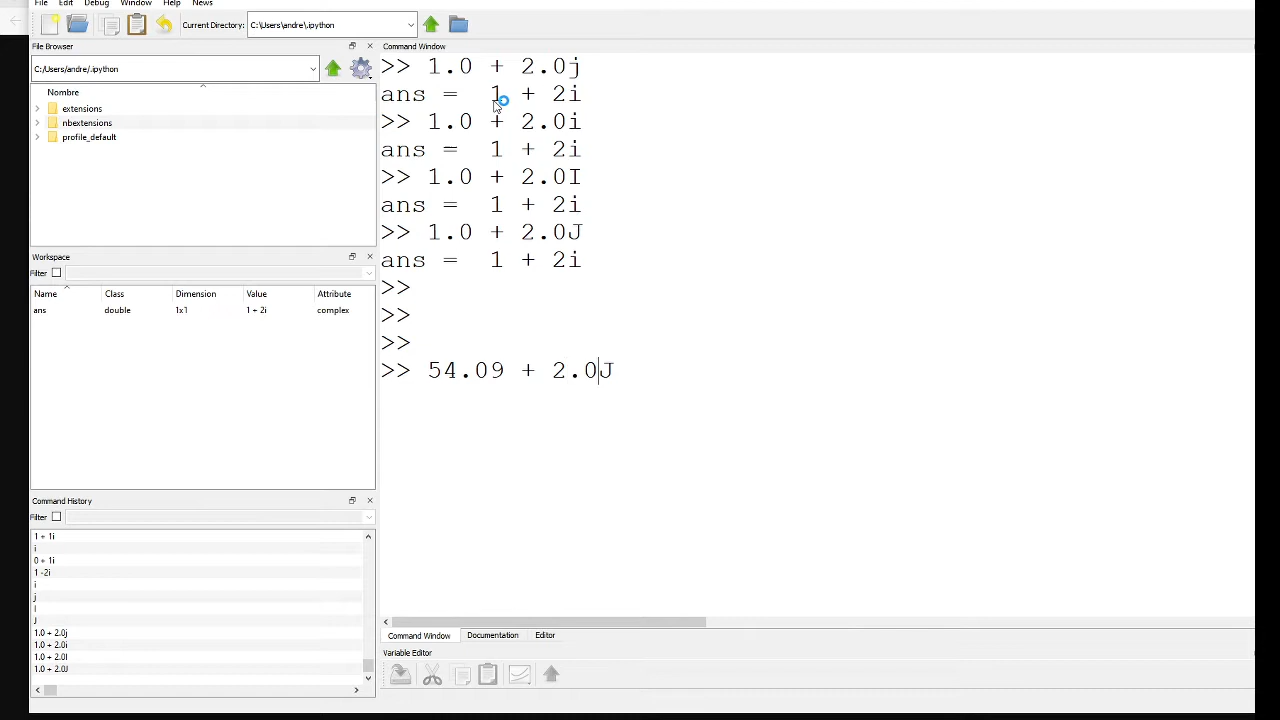 File Edit Debug Window Help News
Current Directory: C:\Users\andre\.ipython
File Browser
C:/Users/andre/.ipython
Nombre
extensions
nbextensions
profile_default
Workspace
Filter
Name Class Dimension Value Attribute
ans double 1x1 1 + 2i complex
Command History
Filter
1 + 1i
i
0 + 1i
1 -2i
i
j
I
J
1.0 + 2.0j
1.0 + 2.0i
1.0 + 2.0I
1.0 + 2.0J
Command Window
>> 1.0 + 2.0j
ans = 1 + 2i
>> 1.0 + 2.0i
ans = 1 + 2i
>> 1.0 + 2.0I
ans = 1 + 2i
>> 1.0 + 2.0J
ans = 1 + 2i
>>
>>
>>
>> 54.09 + 2.0J
Command Window Documentation Editor
Variable Editor